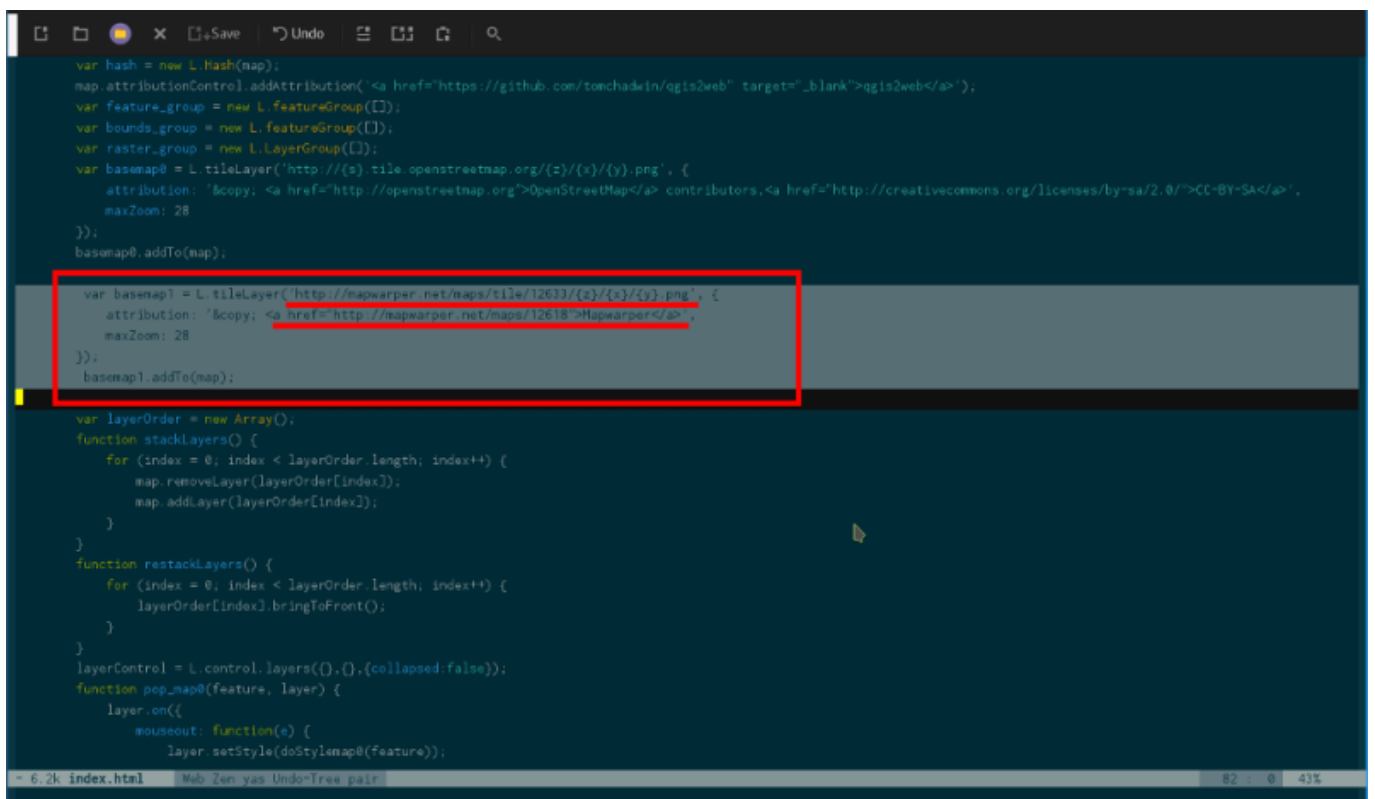 Save Undo
var hash = new L.Hash(map);
map.attributionControl.addAttribution('<a href="https://github.com/tomchadwin/qgis2web" target="_blank">qgis2web</a>');
var feature_group = new L.featureGroup([]);
var bounds_group = new L.featureGroup([]);
var raster_group = new L.LayerGroup([]);
var basemap0 = L.tileLayer('http://{s}.tile.openstreetmap.org/{z}/{x}/{y}.png', {
attribution: '&copy; <a href="http://openstreetmap.org">OpenStreetMap</a> contributors,<a href="http://creativecommons.org/licenses/by-sa/2.0/">CC-BY-SA</a>',
maxZoom: 28
});
basemap0.addTo(map);
var basemap1 = L.tileLayer('http://mapwarper.net/maps/tile/12633/{z}/{x}/{y}.png', {
attribution: '&copy; <a href="http://mapwarper.net/maps/12618">Mapwarper</a>',
maxZoom: 28
});
basemap1.addTo(map);
var layerOrder = new Array();
function stackLayers() {
for (index = 0; index < layerOrder.length; index++) {
map.removeLayer(layerOrder[index]);
map.addLayer(layerOrder[index]);
}
}
function restackLayers() {
for (index = 0; index < layerOrder.length; index++) {
layerOrder[index].bringToFront();
}
}
layerControl = L.control.layers({},{},{collapsed:false});
function pop_map0(feature, layer) {
layer.on({
mouseout: function(e) {
layer.setStyle(doStylemap0(feature));
- 6.2k index.html Web Zen yas Undo-Tree pair 82 : 0 43%